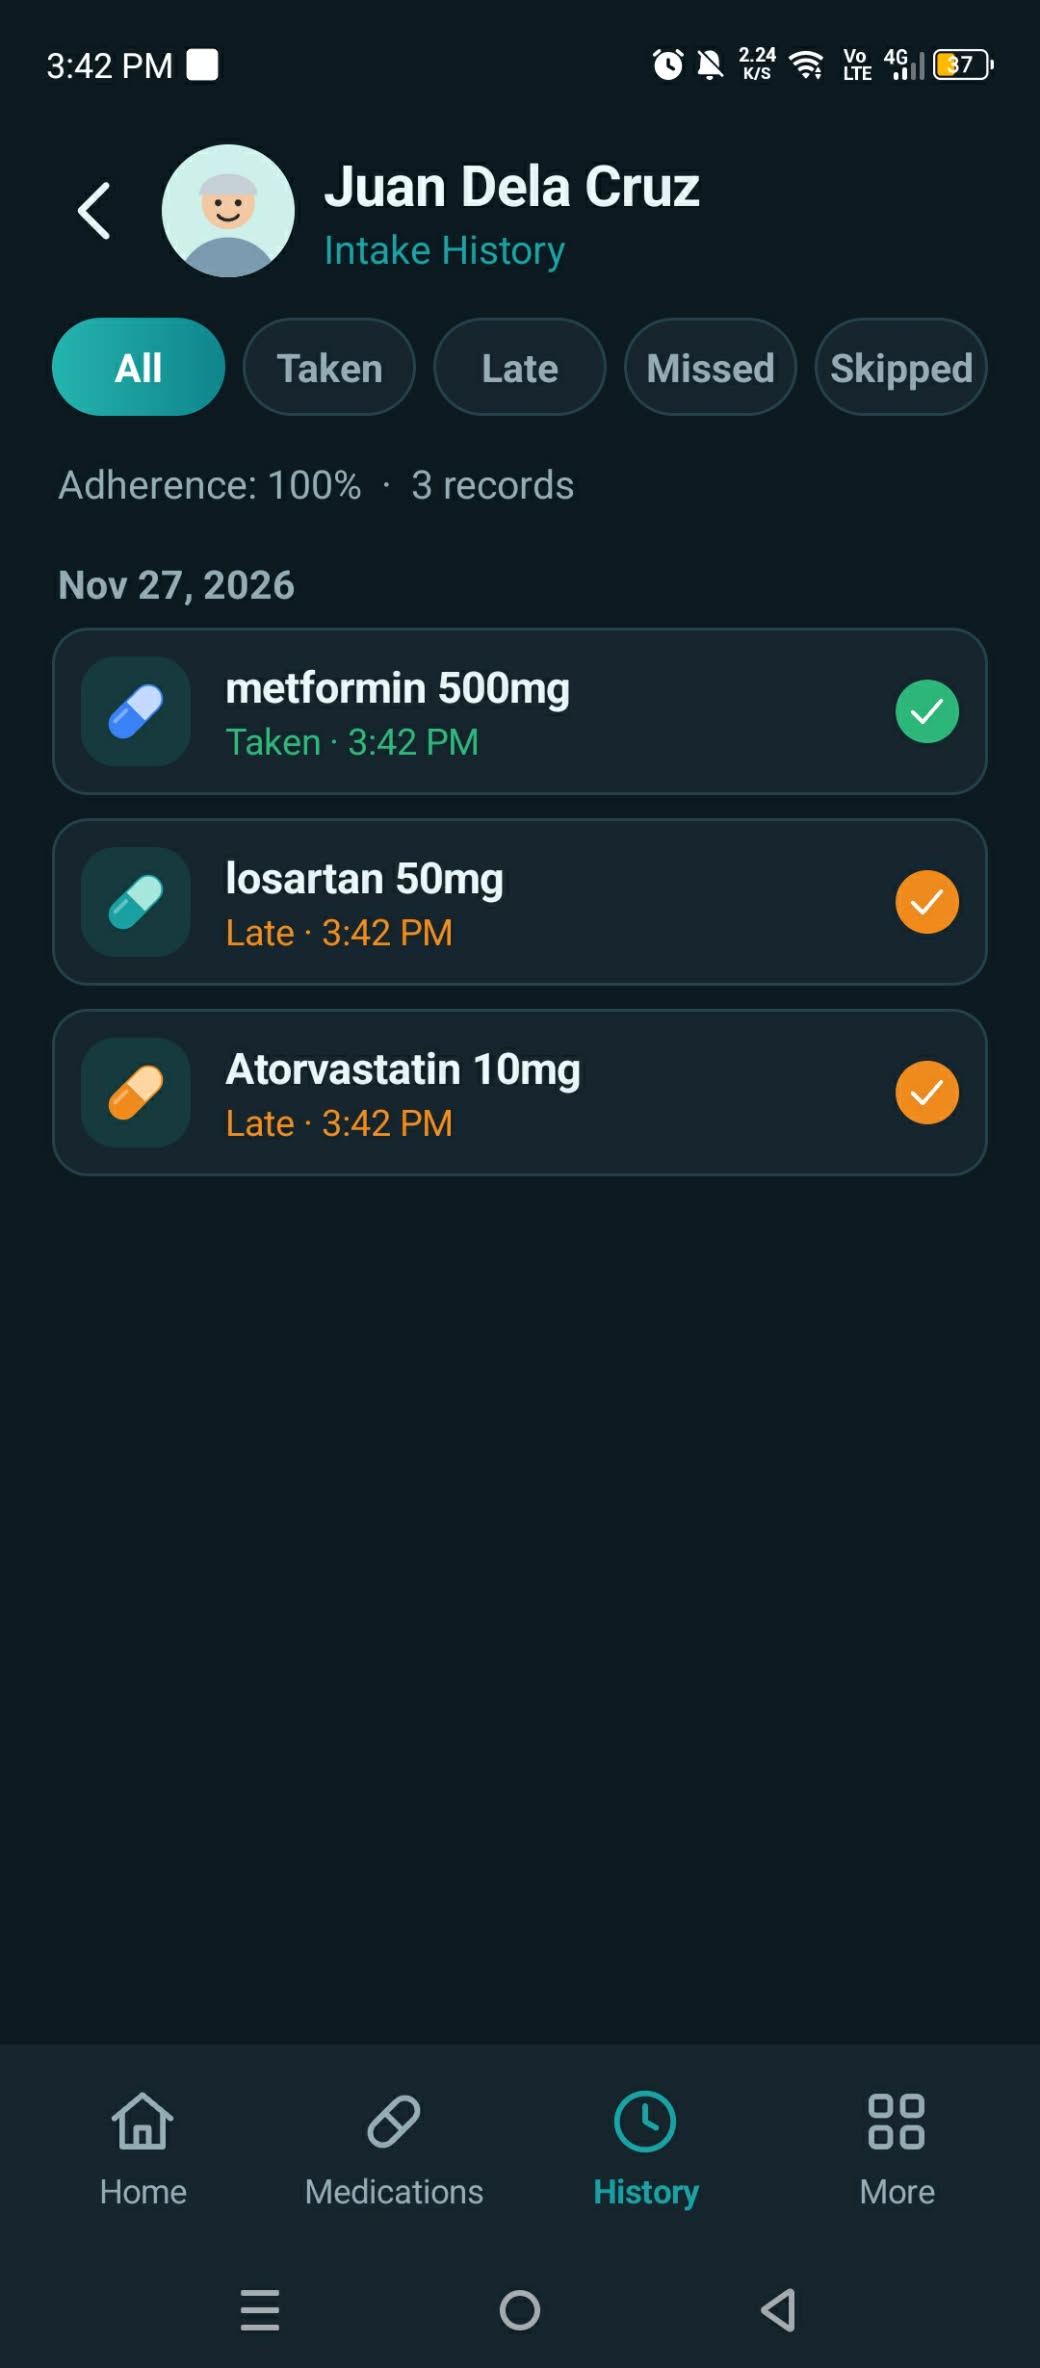 3:42 PM
2.24 K/S
Vo LTE
4G
37
Juan Dela Cruz
Intake History
All
Taken
Late
Missed
Skipped
Adherence: 100% · 3 records
Nov 27, 2026
metformin 500mg
Taken · 3:42 PM
losartan 50mg
Late · 3:42 PM
Atorvastatin 10mg
Late · 3:42 PM
Home
Medications
History
More